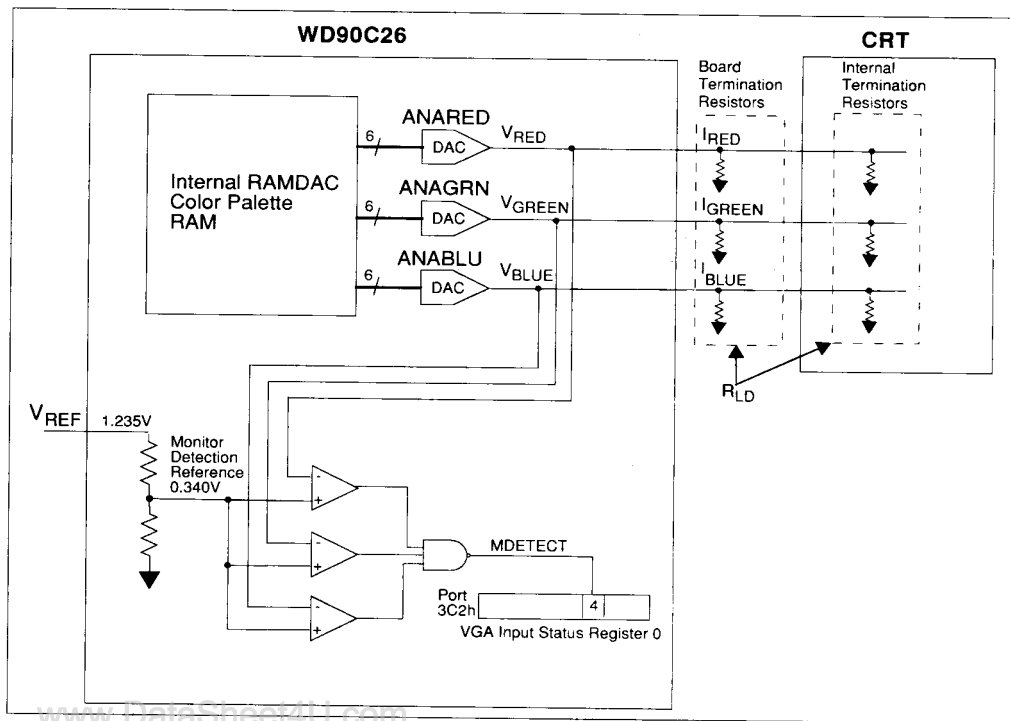 WD90C26
CRT
Board
Termination
Resistors
Internal
Termination
Resistors
Internal RAMDAC
Color Palette
RAM
6
ANARED
DAC
VRED
IRED
6
ANAGRN
DAC
VGREEN
IGREEN
6
ANABLU
DAC
VBLUE
IBLUE
RLD
VREF
1.235V
Monitor
Detection
Reference
0.340V
-
+
-
+
-
+
MDETECT
Port
3C2h
4
VGA Input Status Register 0
www.DataSheet4U.com